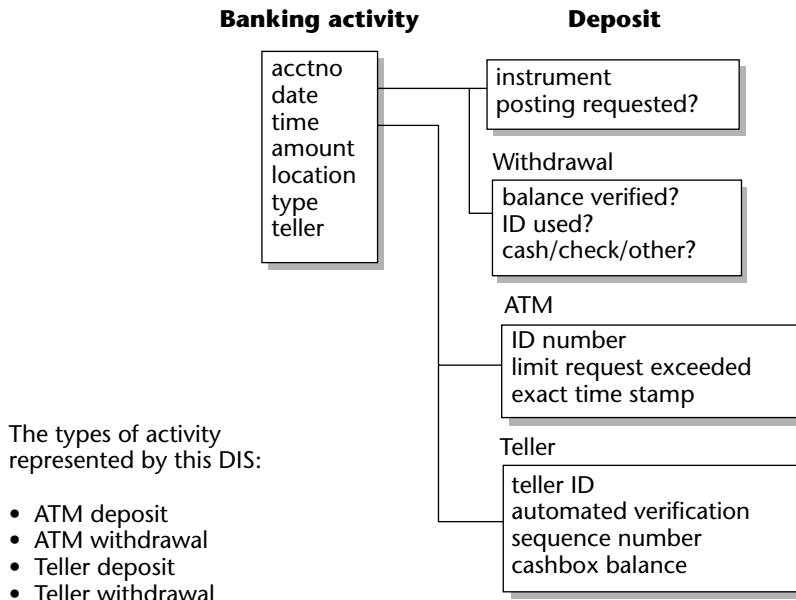 Banking activity
acctno
date
time
amount
location
type
teller
Deposit
instrument
posting requested?
Withdrawal
balance verified?
ID used?
cash/check/other?
ATM
ID number
limit request exceeded
exact time stamp
Teller
teller ID
automated verification
sequence number
cashbox balance
The types of activity
represented by this DIS:
• ATM deposit
• ATM withdrawal
• Teller deposit
• Teller withdrawal